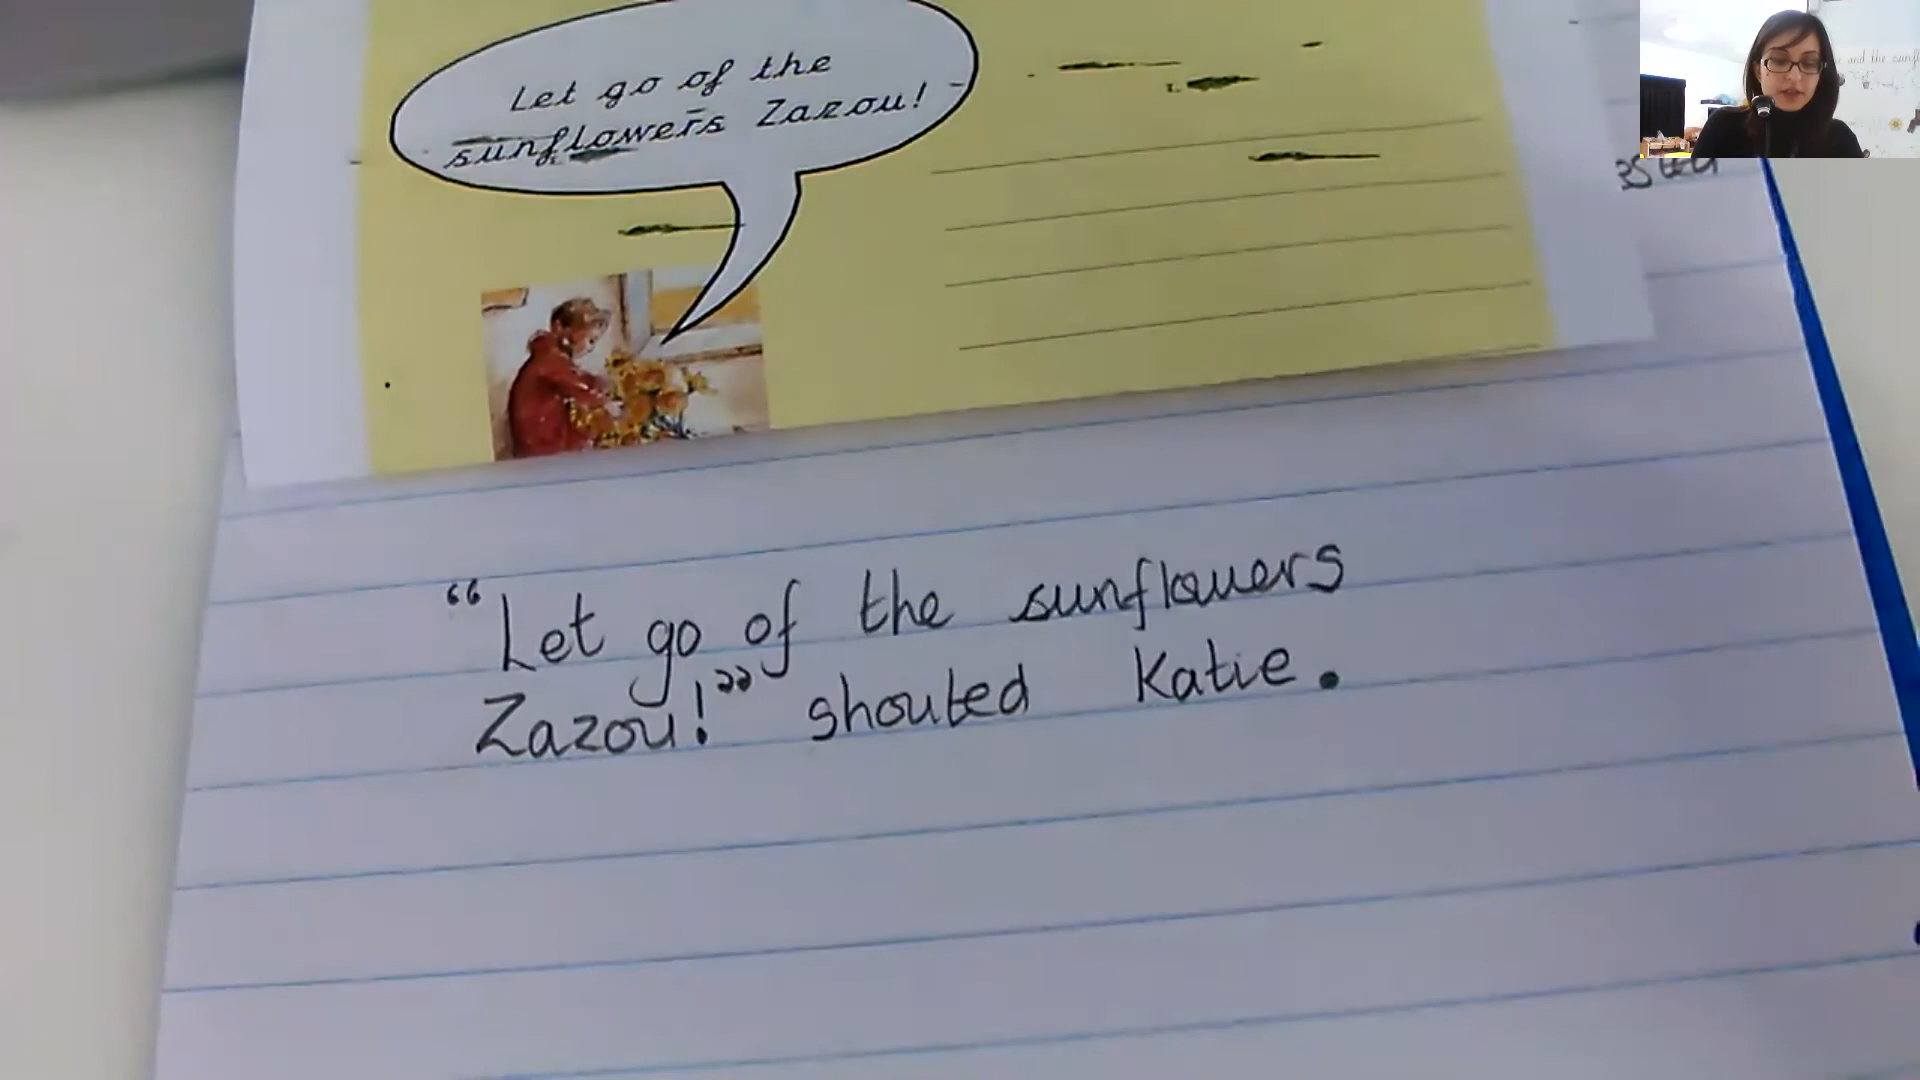 Let go of the
sunflowers Zazou!
“Let go of the sunflowers
Zazou!” shouted Katie.